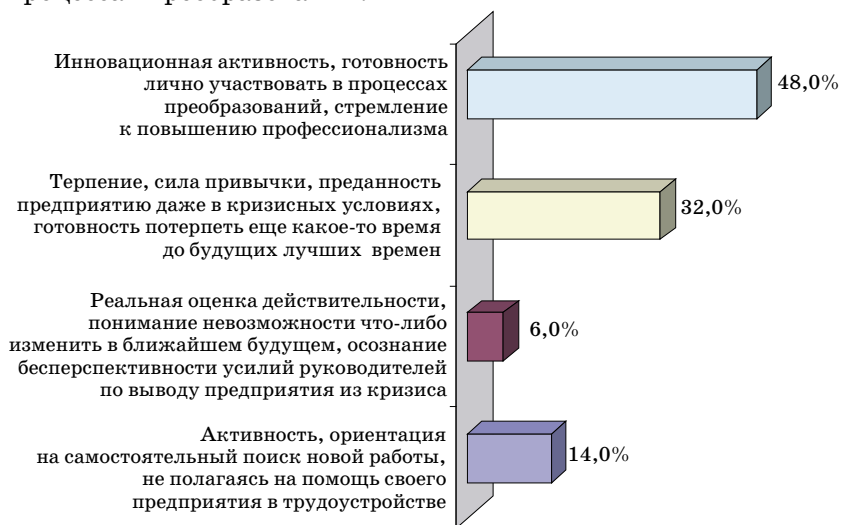 Инновационная активность, готовность
лично участвовать в процессах
преобразований, стремление
к повышению профессионализма
48,0%
Терпение, сила привычки, преданность
предприятию даже в кризисных условиях,
готовность потерпеть еще какое-то время
до будущих лучших времен
32,0%
Реальная оценка действительности,
понимание невозможности что-либо
изменить в ближайшем будущем, осознание
бесперспективности усилий руководителей
по выводу предприятия из кризиса
6,0%
Активность, ориентация
на самостоятельный поиск новой работы,
не полагаясь на помощь своего
предприятия в трудоустройстве
14,0%